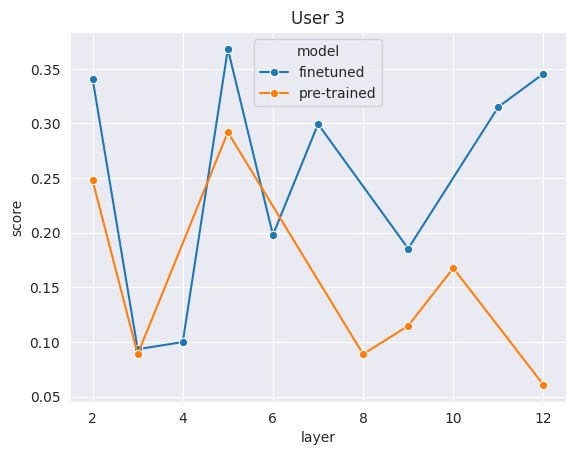 User 3
model
finetuned
pre-trained
score
0.35
0.30
0.25
0.20
0.15
0.10
0.05
2 4 6 8 10 12
layer